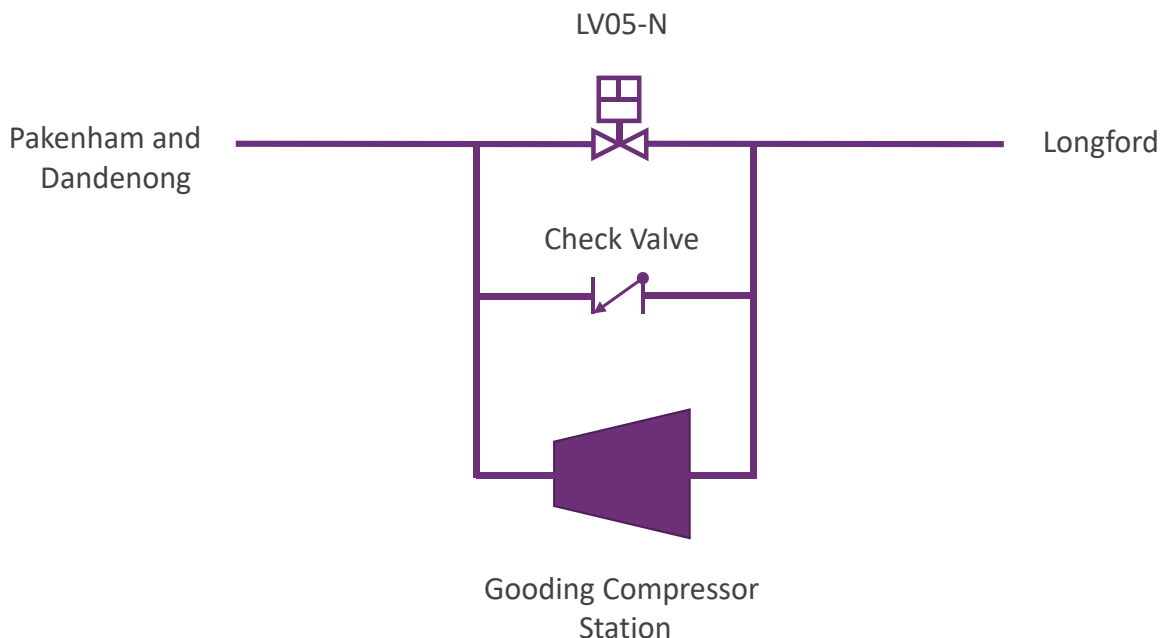 LV05-N
Pakenham and
Dandenong
Longford
Check Valve
Gooding Compressor
Station